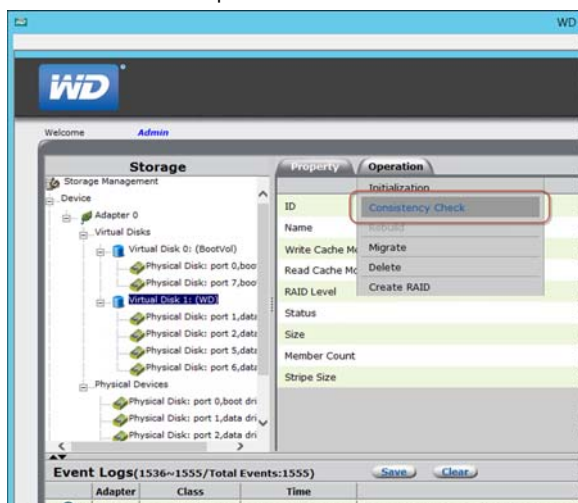 WD
WD
Welcome Admin
Storage
Property Operation
Storage Management
Device
Adapter 0
Virtual Disks
Virtual Disk 0: (BootVol)
Physical Disk: port 0,boo
Physical Disk: port 7,boo
Virtual Disk 1: (WD)
Physical Disk: port 1,data
Physical Disk: port 2,data
Physical Disk: port 5,data
Physical Disk: port 6,data
Physical Devices
Physical Disk: port 0,boot dri
Physical Disk: port 1,data dri
Physical Disk: port 2,data dri
ID
Name
Write Cache Mo
Read Cache Mo
RAID Level
Status
Size
Member Count
Stripe Size
Initialization
Consistency Check
Rebuild
Migrate
Delete
Create RAID
Event Logs(1536~1555/Total Events:1555) Save Clear
Adapter Class Time